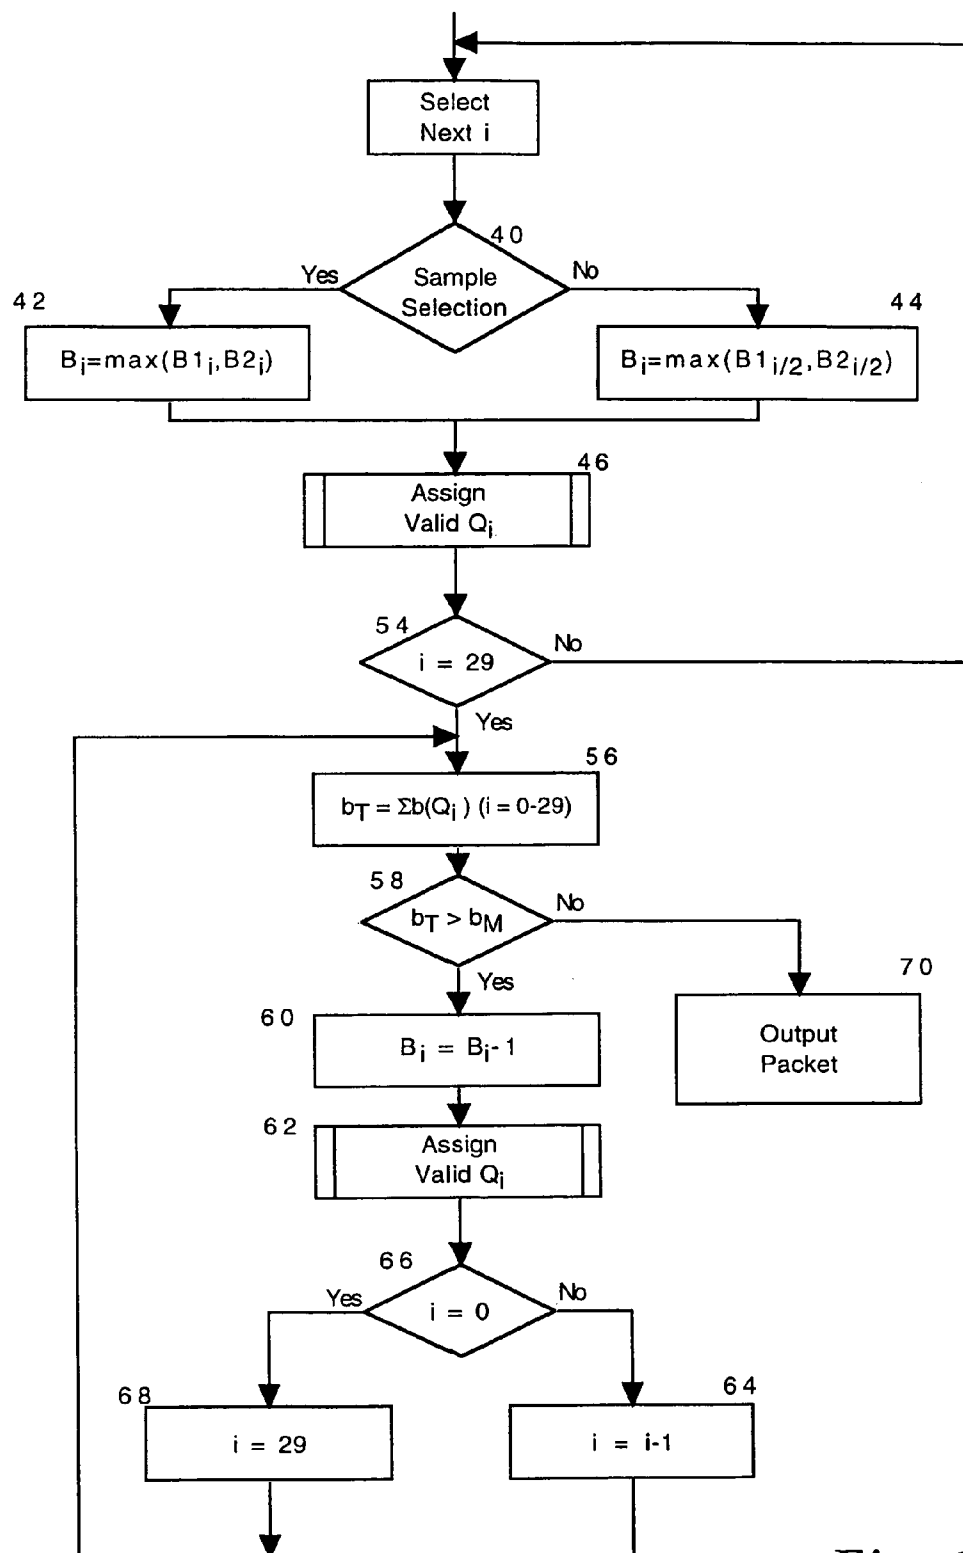 Select
Next i
40
Sample
Selection
Yes
No
42
Bi=max(B1i,B2i)
44
Bi=max(B1i/2,B2i/2)
46
Assign
Valid Qi
54
i = 29
No
Yes
56
bT = Σb(Qi ) (i = 0-29)
58
bT > bM
No
Yes
70
Output
Packet
60
Bi = Bi-1
62
Assign
Valid Qi
66
i = 0
Yes
No
68
i = 29
64
i = i-1